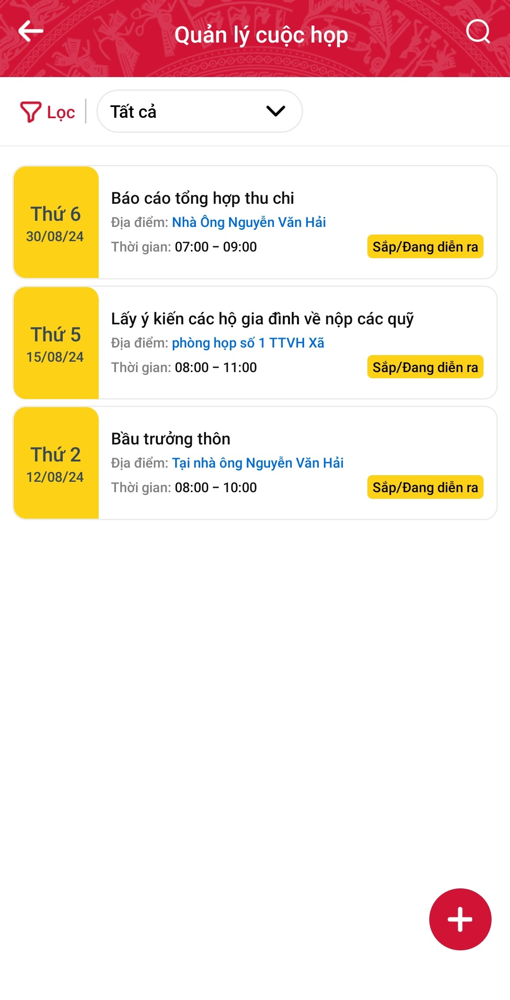 Quản lý cuộc họp
Lọc
Tất cả
Thứ 6
30/08/24
Báo cáo tổng hợp thu chi
Địa điểm: Nhà Ông Nguyễn Văn Hải
Thời gian: 07:00 – 09:00
Sắp/Đang diễn ra
Thứ 5
15/08/24
Lấy ý kiến các hộ gia đình về nộp các quỹ
Địa điểm: phòng họp số 1 TTVH Xã
Thời gian: 08:00 – 11:00
Sắp/Đang diễn ra
Thứ 2
12/08/24
Bầu trưởng thôn
Địa điểm: Tại nhà ông Nguyễn Văn Hải
Thời gian: 08:00 – 10:00
Sắp/Đang diễn ra